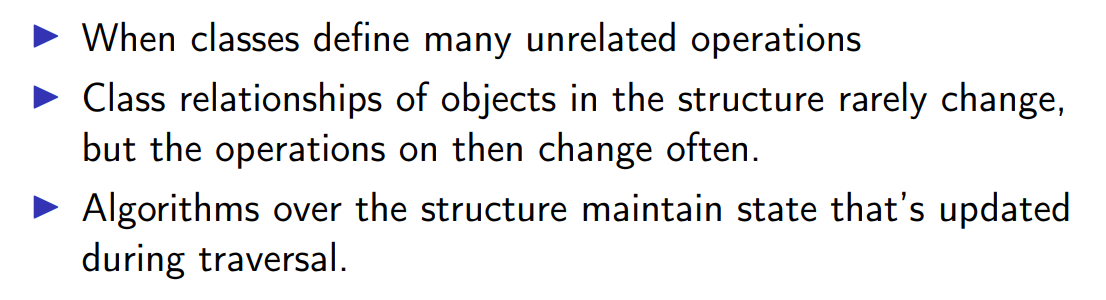 When classes define many unrelated operations
Class relationships of objects in the structure rarely change,
but the operations on then change often.
Algorithms over the structure maintain state that's updated
during traversal.